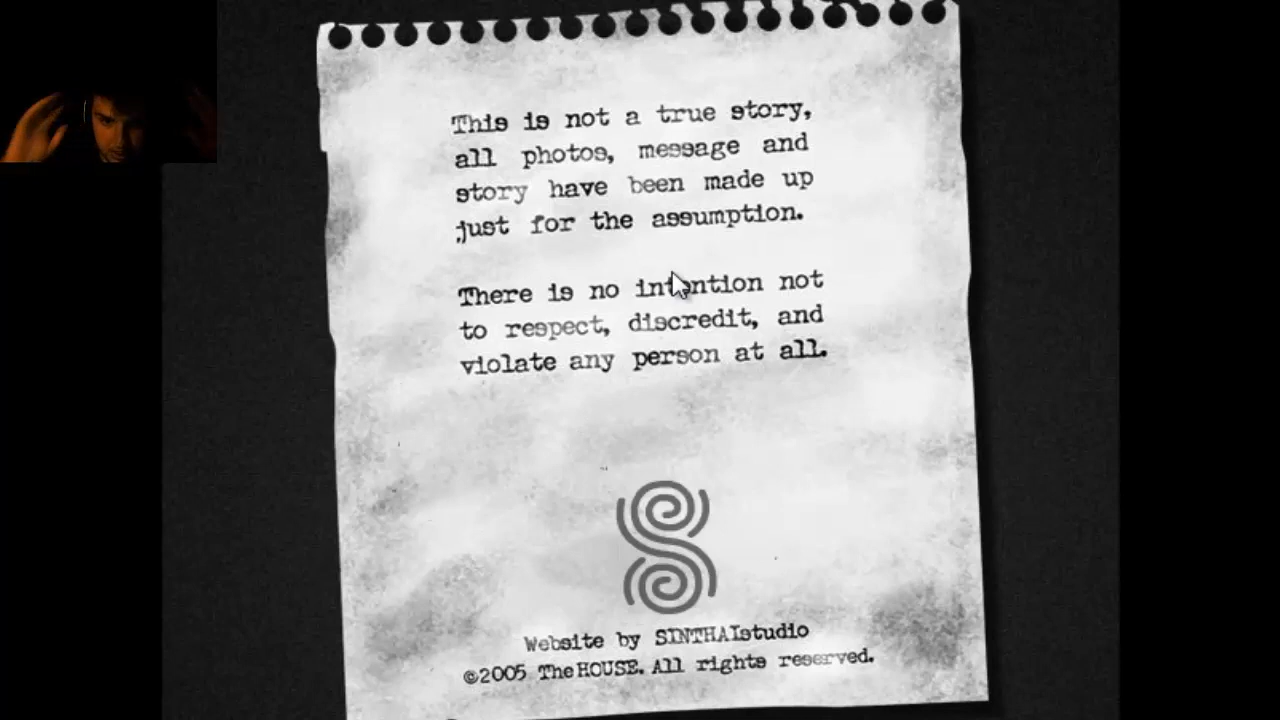 This is not a true story,
all photos, message and
story have been made up
just for the assumption.
There is no intention not
to respect, discredit, and
violate any person at all.
Website by SINTHAIstudio
©2005 TheHOUSE. All rights reserved.